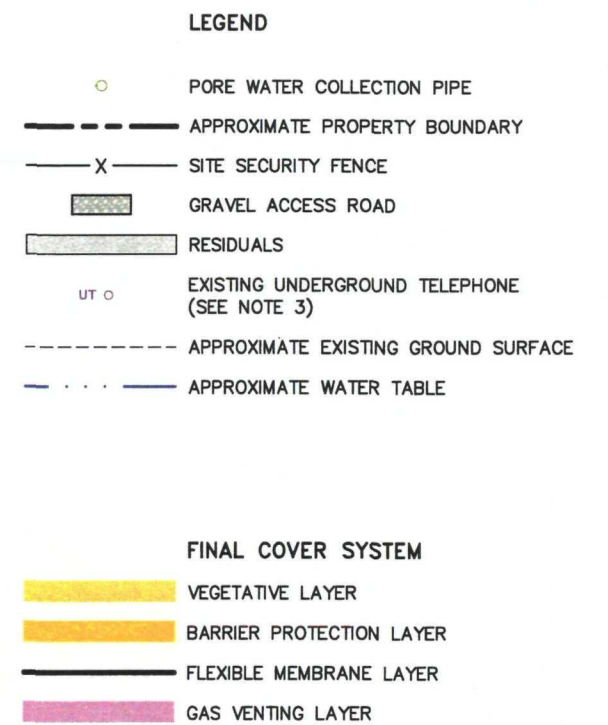 LEGEND
PORE WATER COLLECTION PIPE
APPROXIMATE PROPERTY BOUNDARY
X SITE SECURITY FENCE
GRAVEL ACCESS ROAD
RESIDUALS
UT EXISTING UNDERGROUND TELEPHONE
(SEE NOTE 3)
APPROXIMATE EXISTING GROUND SURFACE
APPROXIMATE WATER TABLE
FINAL COVER SYSTEM
VEGETATIVE LAYER
BARRIER PROTECTION LAYER
FLEXIBLE MEMBRANE LAYER
GAS VENTING LAYER